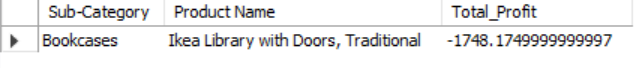 Sub-Category Product Name Total_Profit
Bookcases Ikea Library with Doors, Traditional -1748.1749999999997